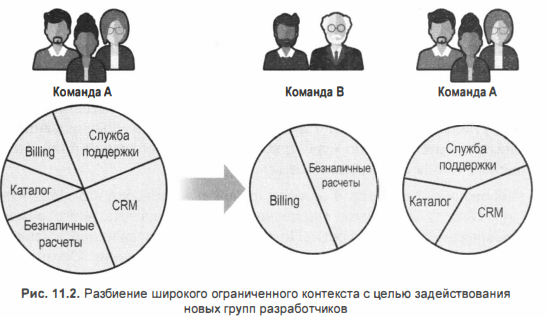 Команда А
Команда В
Команда А
Billing
Служба
поддержки
Каталог
CRM
Безналичные
расчеты
Billing
Безналичные
расчеты
Служба
поддержки
Каталог
CRM
Рис. 11.2. Разбиение широкого ограниченного контекста с целью задействования
новых групп разработчиков